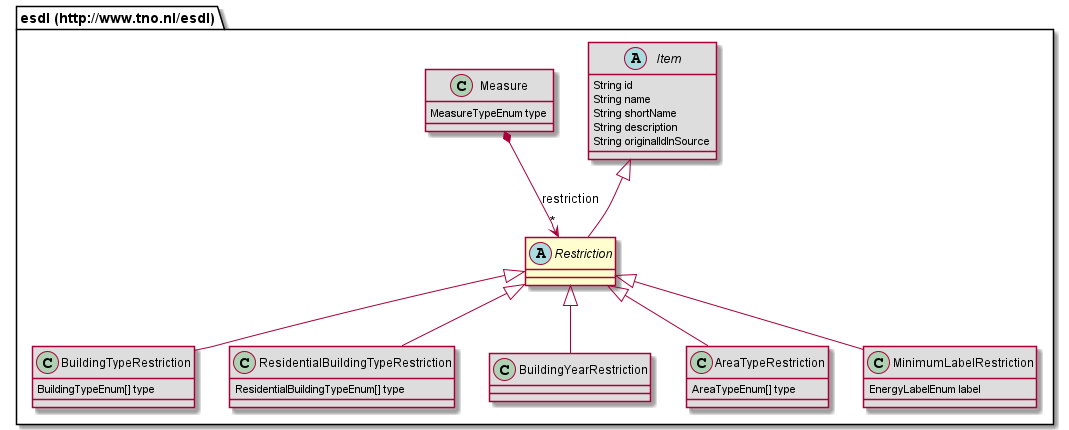 esdl (http://www.tno.nl/esdl)
C Measure
MeasureTypeEnum type
A Item
String id
String name
String shortName
String description
String originalIdInSource
restriction
*
A Restriction
C BuildingTypeRestriction
BuildingTypeEnum[] type
C ResidentialBuildingTypeRestriction
ResidentialBuildingTypeEnum[] type
C BuildingYearRestriction
C AreaTypeRestriction
AreaTypeEnum[] type
C MinimumLabelRestriction
EnergyLabelEnum label